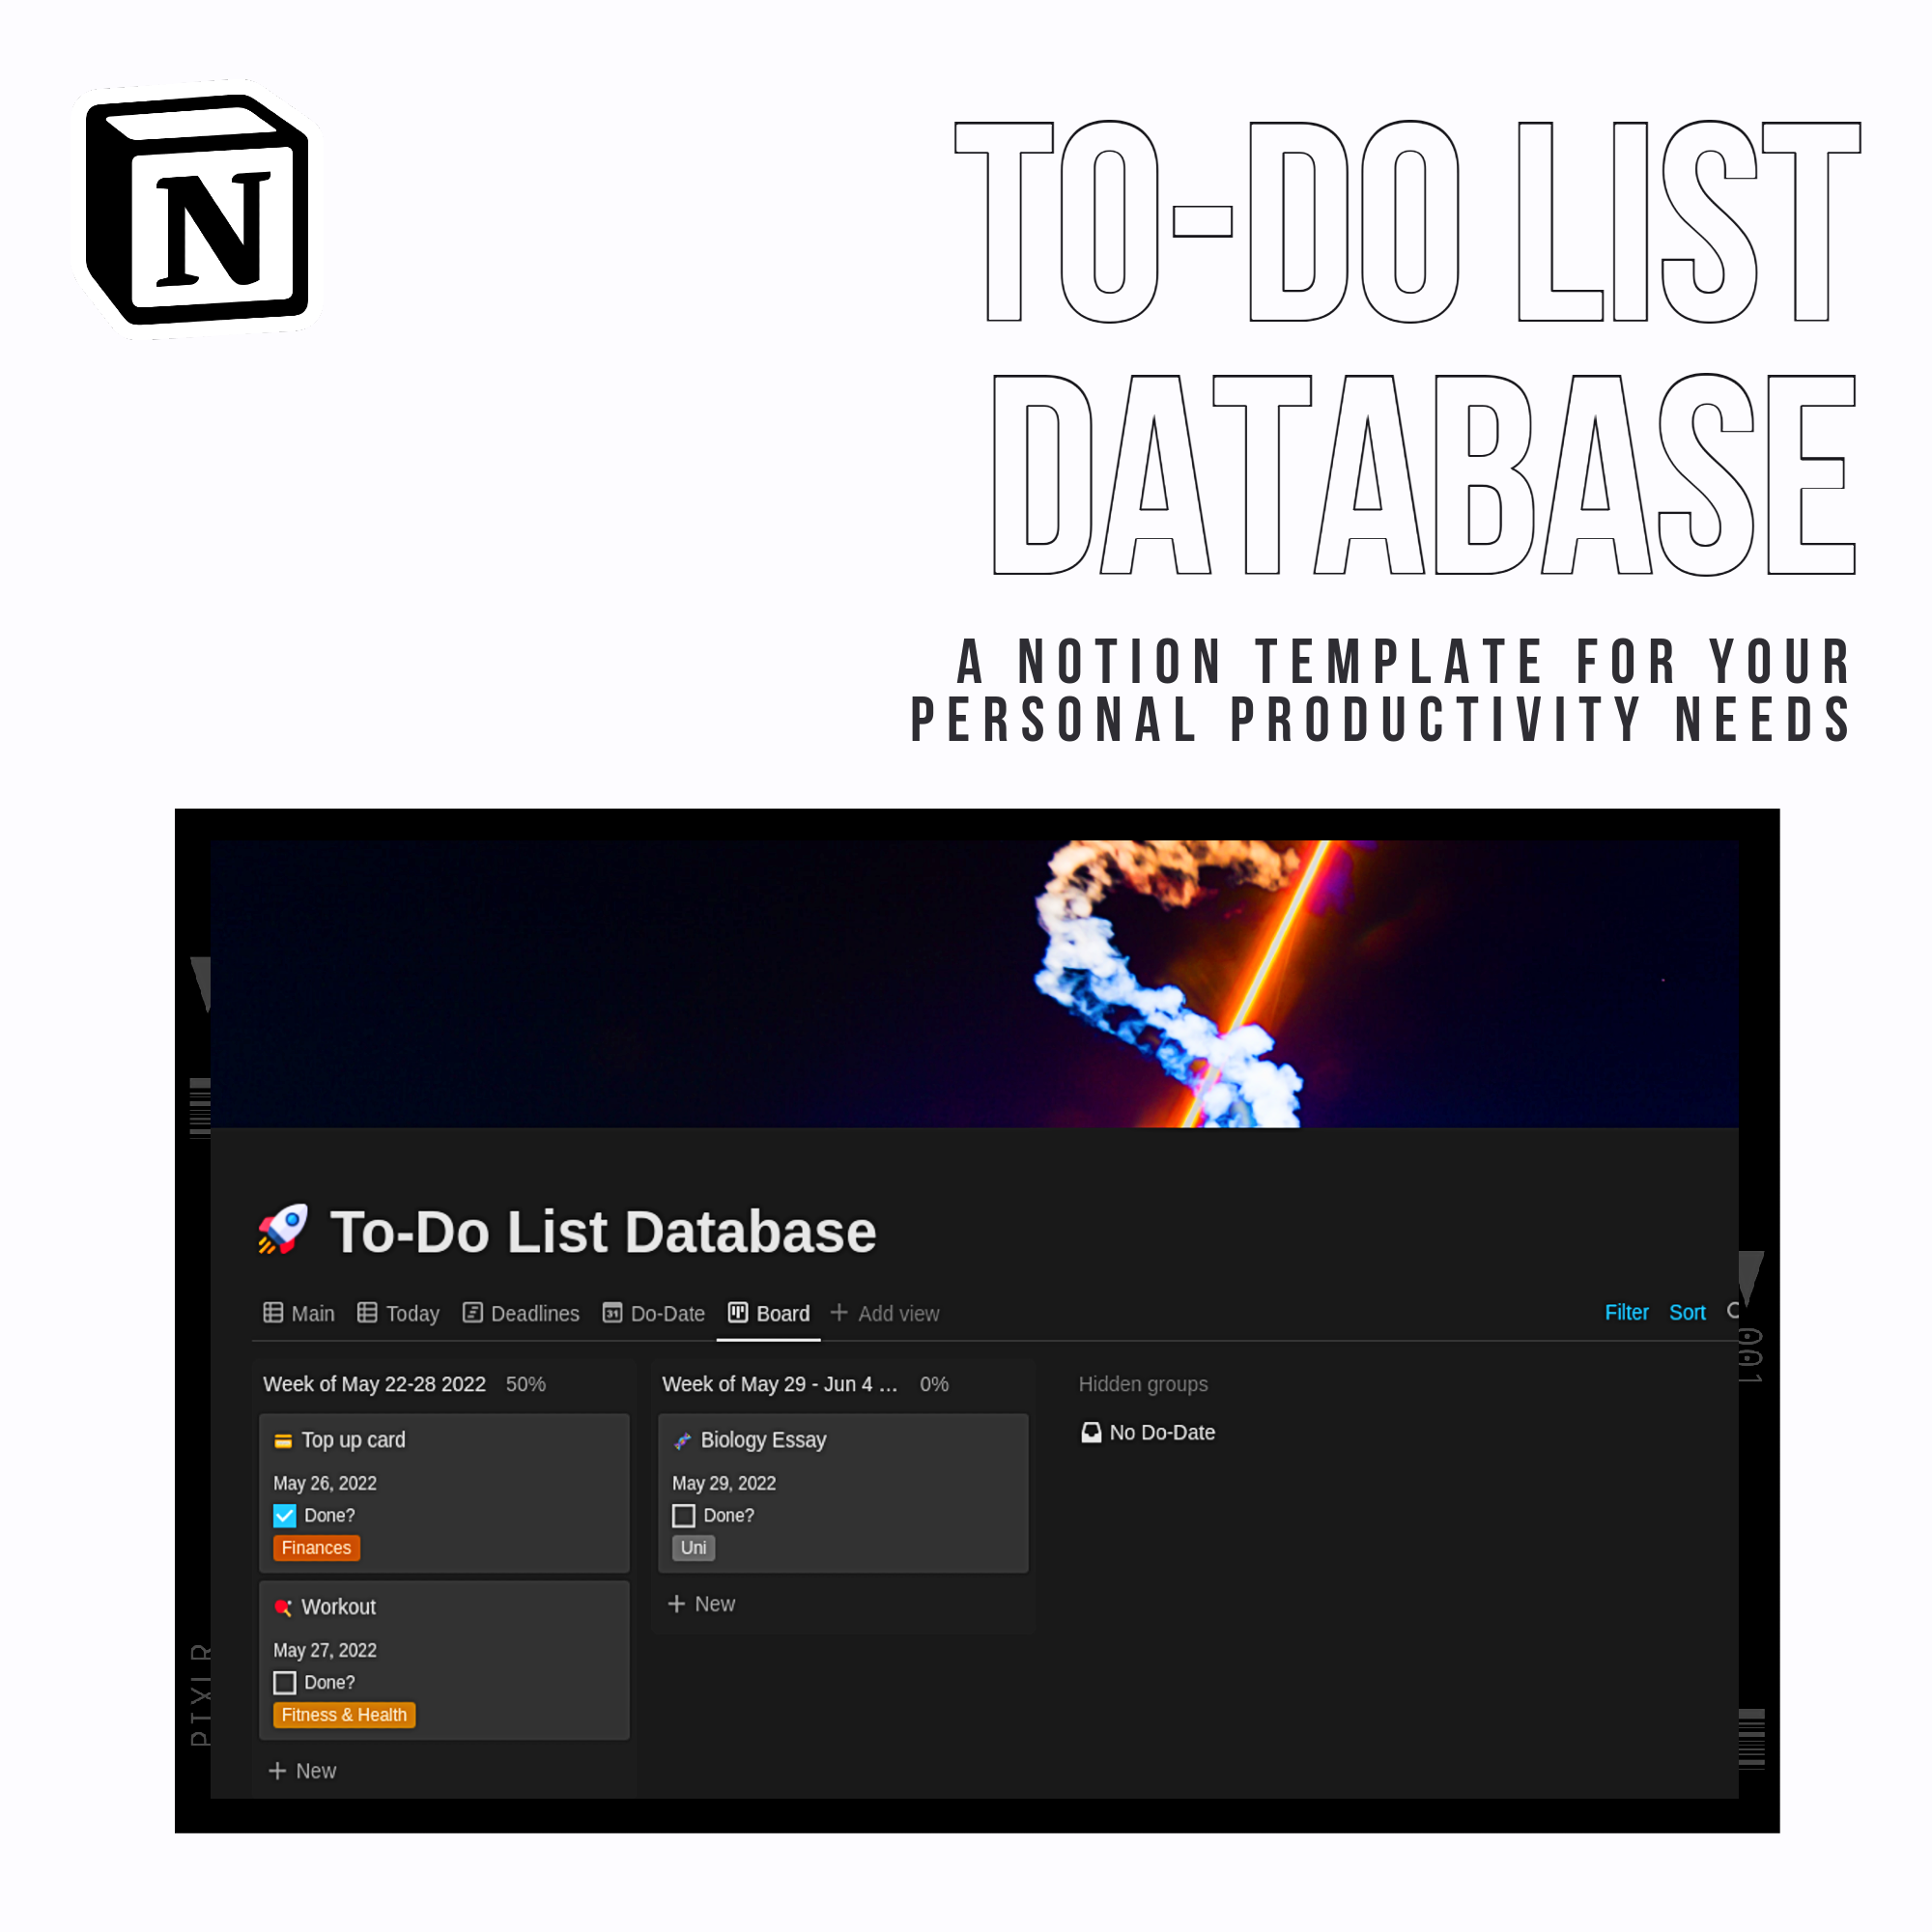 N
TO-DO LIST
DATABASE
A NOTION TEMPLATE FOR YOUR
PERSONAL PRODUCTIVITY NEEDS
To-Do List Database
Main Today Deadlines 31 Do-Date Board + Add view Filter Sort
Week of May 22-28 2022 50%
Top up card
May 26, 2022
Done?
Finances
Workout
May 27, 2022
Done?
Fitness & Health
+ New
Week of May 29 - Jun 4 ... 0%
Biology Essay
May 29, 2022
Done?
Uni
+ New
Hidden groups
No Do-Date
PIXLR
001